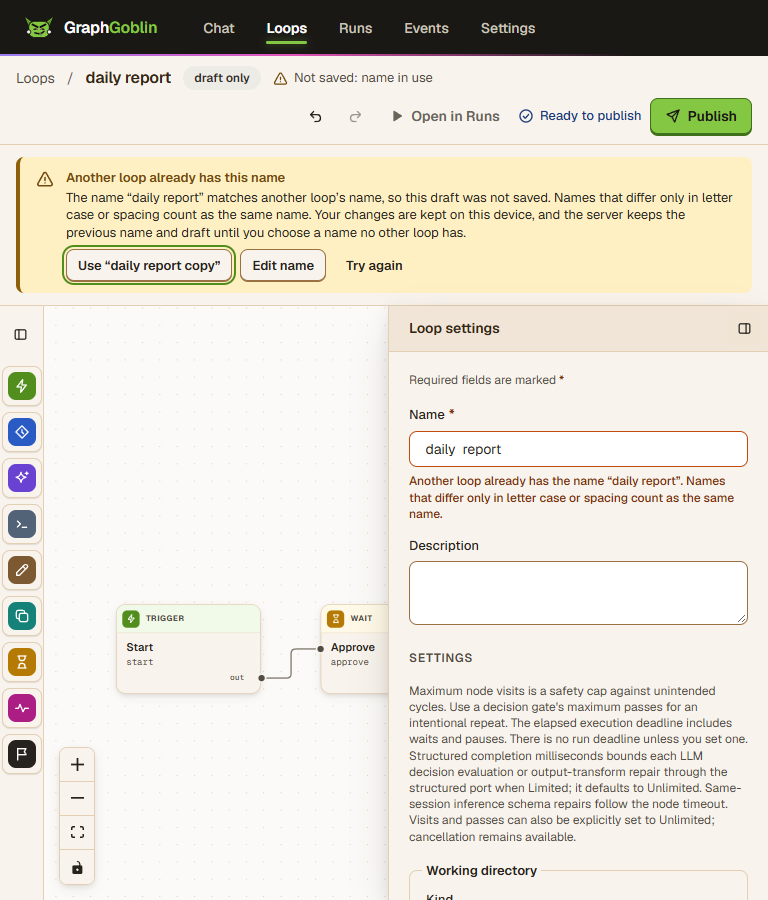 GraphGoblin
Chat
Loops
Runs
Events
Settings
Loops / daily report
draft only
Not saved: name in use
Open in Runs
Ready to publish
Publish
Another loop already has this name
The name “daily report” matches another loop’s name, so this draft was not saved. Names that differ only in letter
case or spacing count as the same name. Your changes are kept on this device, and the server keeps the
previous name and draft until you choose a name no other loop has.
Use “daily report copy”
Edit name
Try again
Loop settings
Required fields are marked *
Name *
daily  report
Another loop already has the name “daily report”. Names
that differ only in letter case or spacing count as the same
name.
Description
SETTINGS
Maximum node visits is a safety cap against unintended
cycles. Use a decision gate's maximum passes for an
intentional repeat. The elapsed execution deadline includes
waits and pauses. There is no run deadline unless you set one.
Structured completion milliseconds bounds each LLM
decision evaluation or output-transform repair through the
structured port when Limited; it defaults to Unlimited. Same-
session inference schema repairs follow the node timeout.
Visits and passes can also be explicitly set to Unlimited;
cancellation remains available.
Working directory
Kind
TRIGGER
Start
start
out
WAIT
Approve
approve